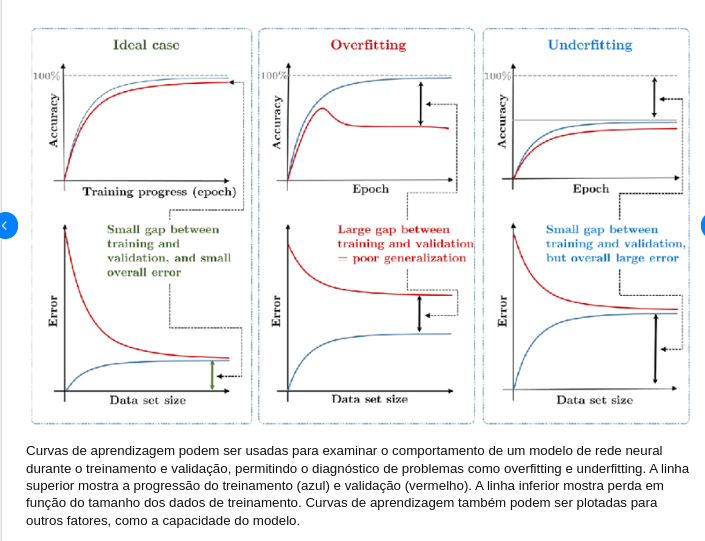 Ideal case
100%
Accuracy
Training progress (epoch)
Small gap between
training and
validation, and small
overall error
Error
Data set size
Overfitting
100%
Accuracy
Epoch
Large gap between
training and validation
= poor generalization
Error
Data set size
Underfitting
100%
Accuracy
Epoch
Small gap between
training and validation,
but overall large error
Error
Data set size
Curvas de aprendizagem podem ser usadas para examinar o comportamento de um modelo de rede neural
durante o treinamento e validação, permitindo o diagnóstico de problemas como overfitting e underfitting. A linha
superior mostra a progressão do treinamento (azul) e validação (vermelho). A linha inferior mostra perda em
função do tamanho dos dados de treinamento. Curvas de aprendizagem também podem ser plotadas para
outros fatores, como a capacidade do modelo.